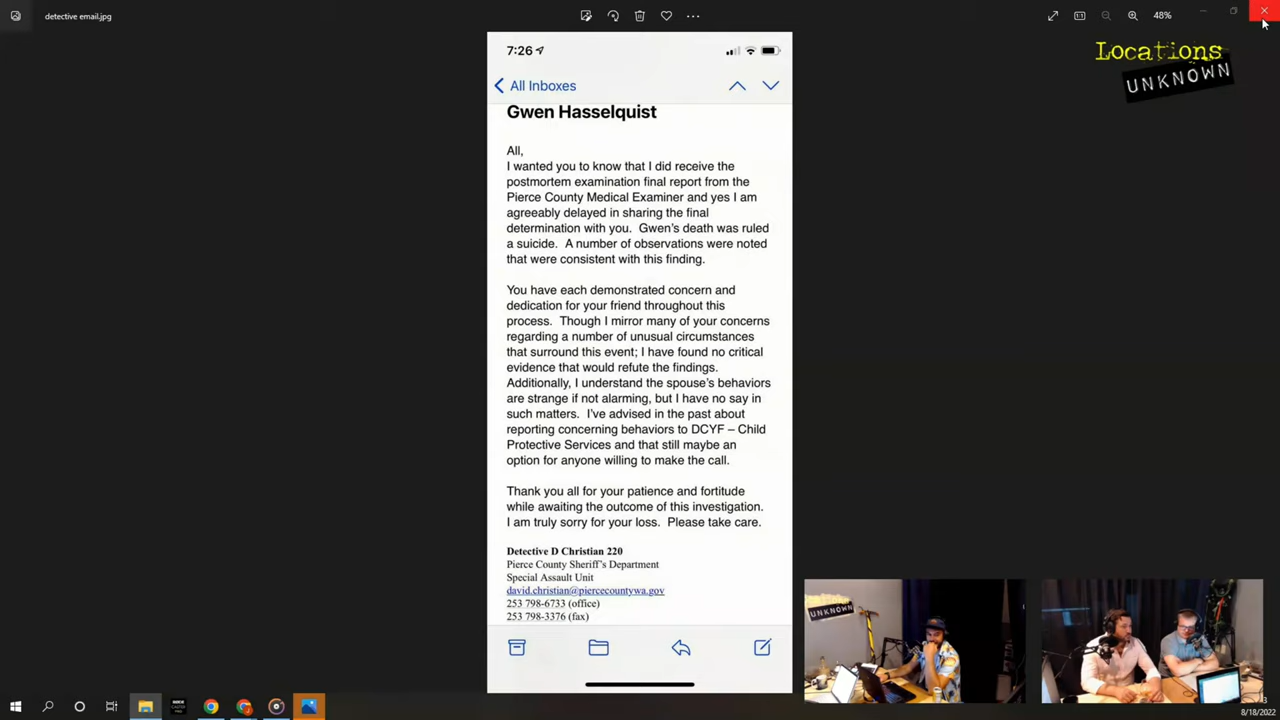 detective email.jpg
48%
Locations
UNKNOWN
7:26
All Inboxes
Gwen Hasselquist
All,
I wanted you to know that I did receive the
postmortem examination final report from the
Pierce County Medical Examiner and yes I am
agreeably delayed in sharing the final
determination with you.  Gwen's death was ruled
a suicide.  A number of observations were noted
that were consistent with this finding.
You have each demonstrated concern and
dedication for your friend throughout this
process.  Though I mirror many of your concerns
regarding a number of unusual circumstances
that surround this event; I have found no critical
evidence that would refute the findings.
Additionally, I understand the spouse's behaviors
are strange if not alarming, but I have no say in
such matters.  I've advised in the past about
reporting concerning behaviors to DCYF – Child
Protective Services and that still maybe an
option for anyone willing to make the call.
Thank you all for your patience and fortitude
while awaiting the outcome of this investigation.
I am truly sorry for your loss.  Please take care.
Detective D Christian 220
Pierce County Sheriff's Department
Special Assault Unit
david.christian@piercecountywa.gov
253 798-6733 (office)
253 798-3376 (fax)
UNKNOWN
8/18/2022